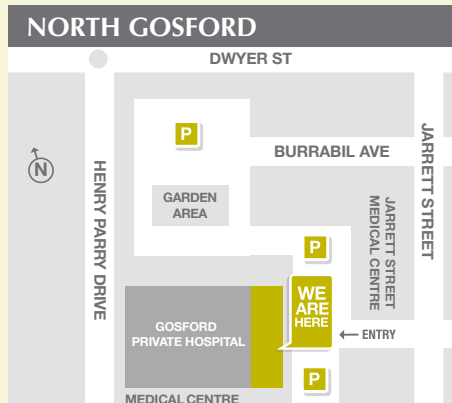 NORTH GOSFORD
DWYER ST
P
BURRABIL AVE
N
HENRY PARRY DRIVE
GARDEN
AREA
JARRETT STREET
JARRETT STREET
MEDICAL CENTRE
P
WE
ARE
HERE
GOSFORD
PRIVATE HOSPITAL
ENTRY
P
MEDICAL CENTRE